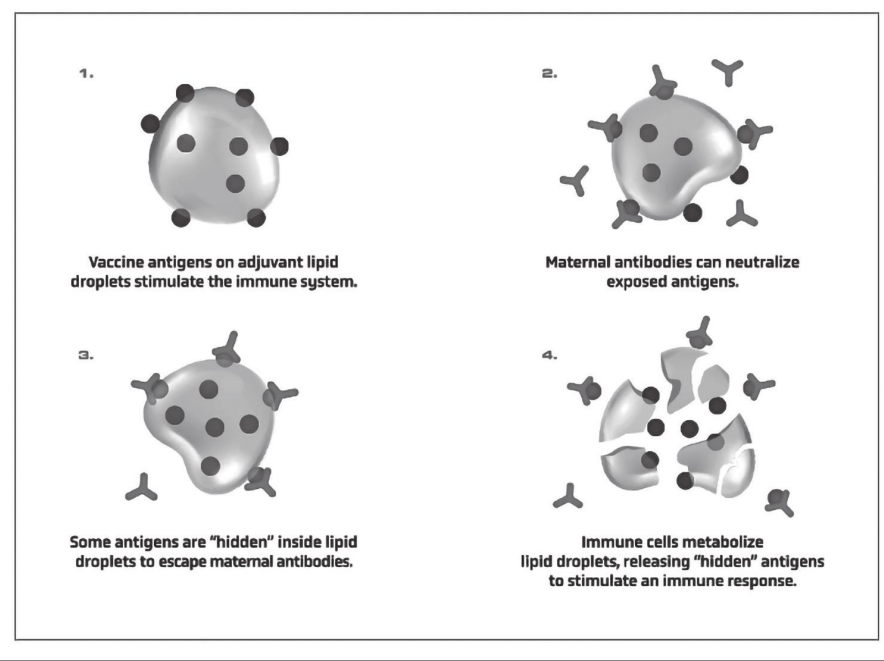 1.
Vaccine antigens on adjuvant lipid
droplets stimulate the immune system.
2.
Maternal antibodies can neutralize
exposed antigens.
3.
Some antigens are "hidden" inside lipid
droplets to escape maternal antibodies.
4.
Immune cells metabolize
lipid droplets, releasing "hidden" antigens
to stimulate an immune response.